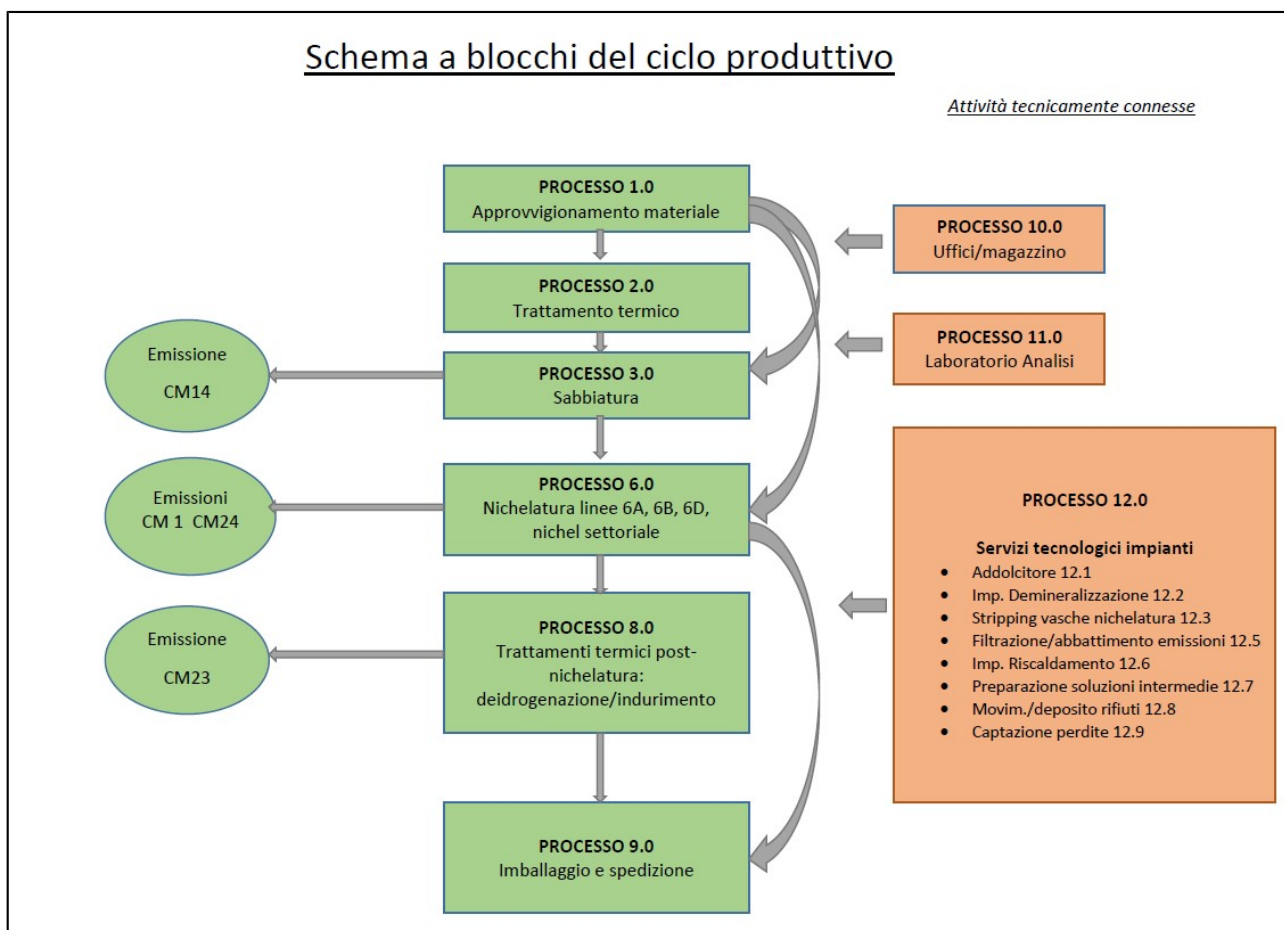 Schema a blocchi del ciclo produttivo
Attività tecnicamente connesse
PROCESSO 1.0
Approvvigionamento materiale
PROCESSO 2.0
Trattamento termico
PROCESSO 3.0
Sabbiatura
PROCESSO 6.0
Nichelatura linee 6A, 6B, 6D,
nichel settoriale
PROCESSO 8.0
Trattamenti termici post-
nichelatura:
deidrogenazione/indurimento
PROCESSO 9.0
Imballaggio e spedizione
Emissione
CM14
Emissioni
CM 1 CM24
Emissione
CM23
PROCESSO 10.0
Uffici/magazzino
PROCESSO 11.0
Laboratorio Analisi
PROCESSO 12.0
Servizi tecnologici impianti
• Addolcitore 12.1
• Imp. Demineralizzazione 12.2
• Stripping vasche nichelatura 12.3
• Filtrazione/abbattimento emissioni 12.5
• Imp. Riscaldamento 12.6
• Preparazione soluzioni intermedie 12.7
• Movim./deposito rifiuti 12.8
• Captazione perdite 12.9